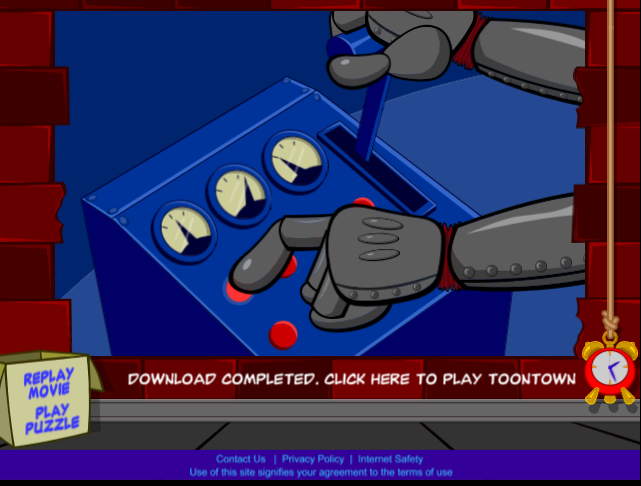 DOWNLOAD COMPLETED. CLICK HERE TO PLAY TOONTOWN
REPLAY
MOVIE
PLAY
PUZZLE
Contact Us | Privacy Policy | Internet Safety
Use of this site signifies your agreement to the terms of use